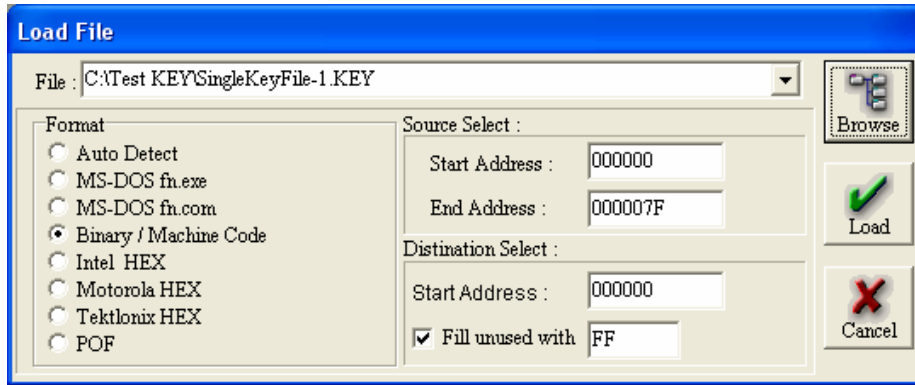 Load File
File : C:\Test KEY\SingleKeyFile-1.KEY
Browse
Format
Auto Detect
MS-DOS fn.exe
MS-DOS fn.com
Binary / Machine Code
Intel HEX
Motorola HEX
Tektlonix HEX
POF
Source Select :
Start Address : 000000
End Address : 000007F
Distination Select :
Start Address : 000000
Fill unused with FF
Load
Cancel